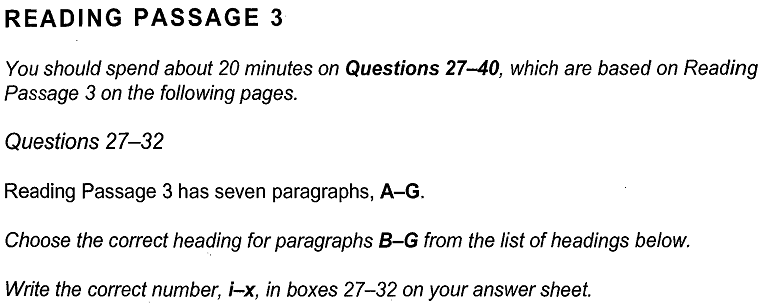 READING PASSAGE 3
You should spend about 20 minutes on Questions 27–40, which are based on Reading
Passage 3 on the following pages.
Questions 27–32
Reading Passage 3 has seven paragraphs, A–G.
Choose the correct heading for paragraphs B–G from the list of headings below.
Write the correct number, i–x, in boxes 27–32 on your answer sheet.